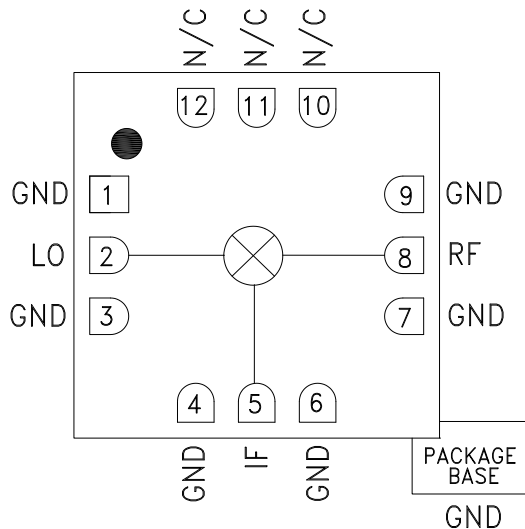 N/C N/C N/C
12 11 10
GND 1 9 GND
LO 2 8 RF
GND 3 7 GND
4 5 6
GND IF GND
PACKAGE
BASE
GND